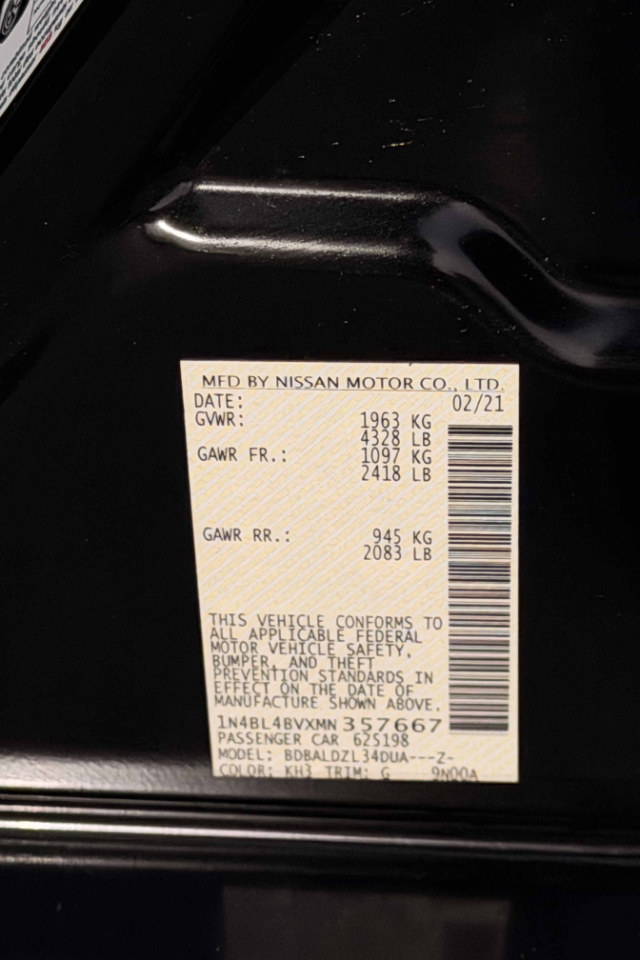 MFD BY NISSAN MOTOR CO., LTD.
DATE: 02/21
GVWR: 1963 KG
4328 LB
GAWR FR.: 1097 KG
2418 LB
GAWR RR.: 945 KG
2083 LB
THIS VEHICLE CONFORMS TO
ALL APPLICABLE FEDERAL
MOTOR VEHICLE SAFETY,
BUMPER, AND THEFT
PREVENTION STANDARDS IN
EFFECT ON THE DATE OF
MANUFACTURE SHOWN ABOVE.
1N4BL4BVXMN357667
PASSENGER CAR 625198
MODEL: BDBALDZL34DUA---Z-
COLOR: KH3 TRIM: G 9N00A